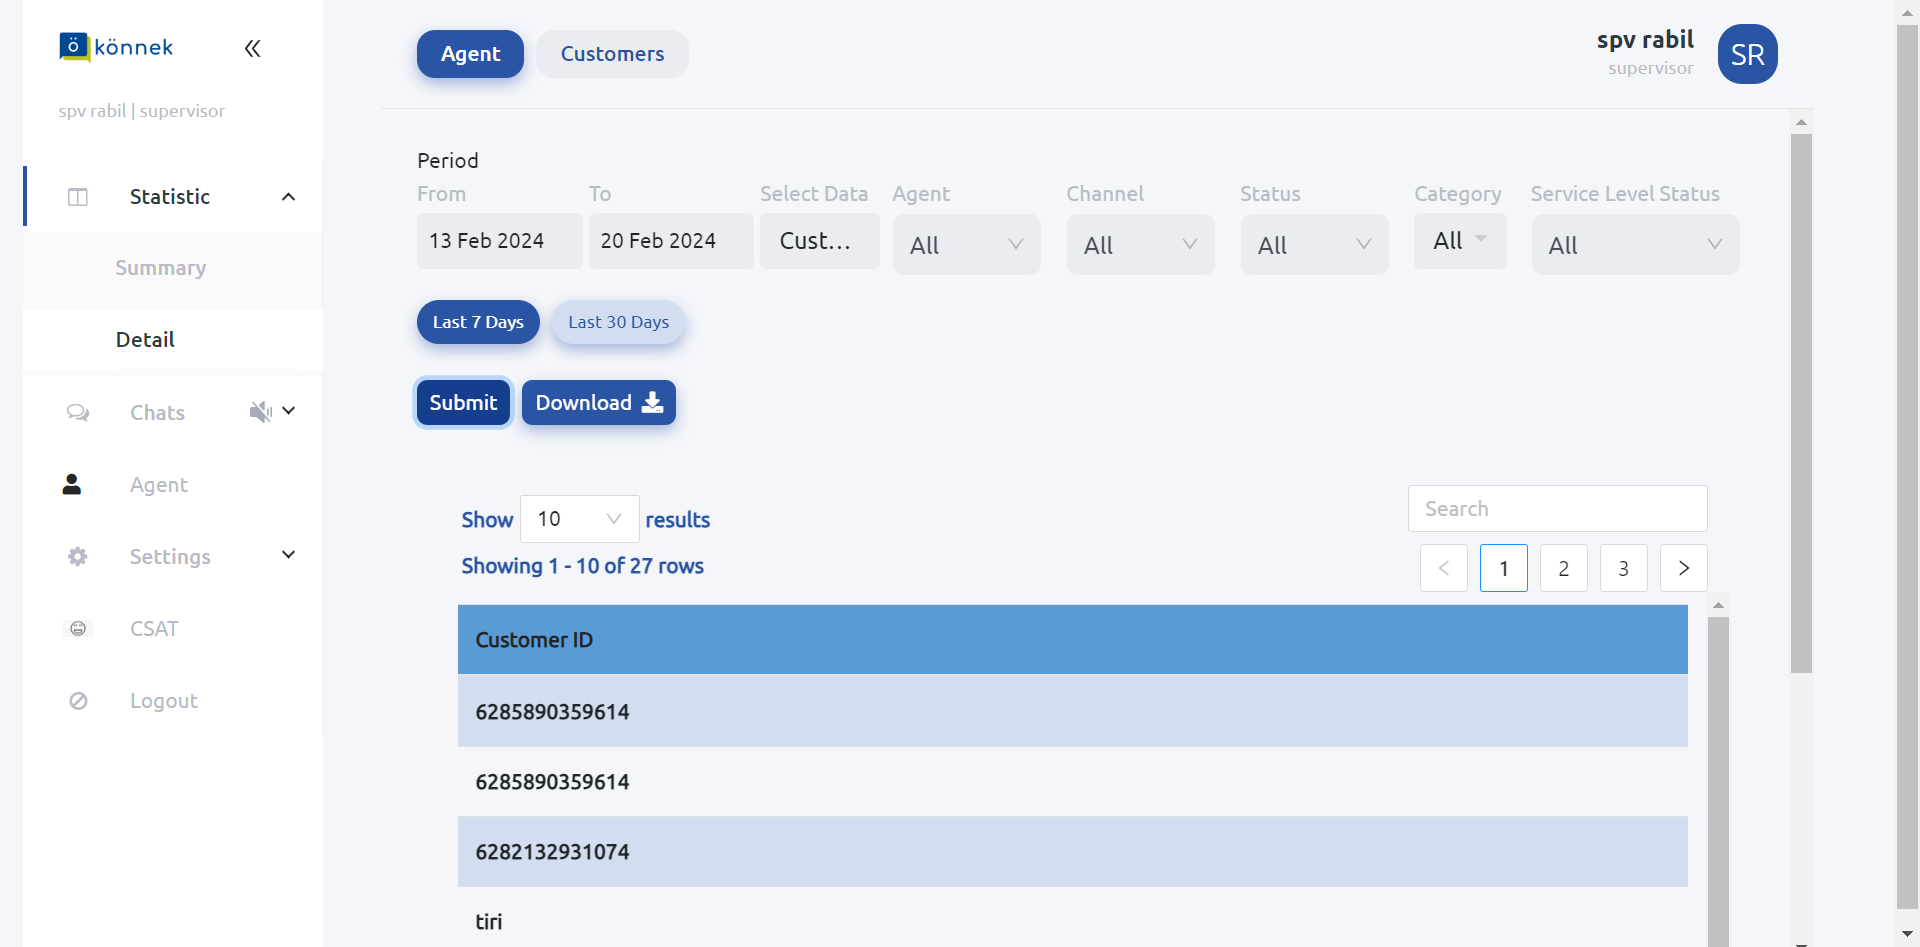 ö könnek
spv rabil | supervisor
Statistic
Summary
Detail
Chats
Agent
Settings
CSAT
Logout
Agent
Customers
spv rabil
supervisor
SR
Period
From
To
Select Data
Agent
Channel
Status
Category
Service Level Status
13 Feb 2024
20 Feb 2024
Cust...
All
All
All
All
All
Last 7 Days
Last 30 Days
Submit
Download
Show 10 results
Search
Showing 1 - 10 of 27 rows
< 1 2 3 >
Customer ID
6285890359614
6285890359614
6282132931074
tiri